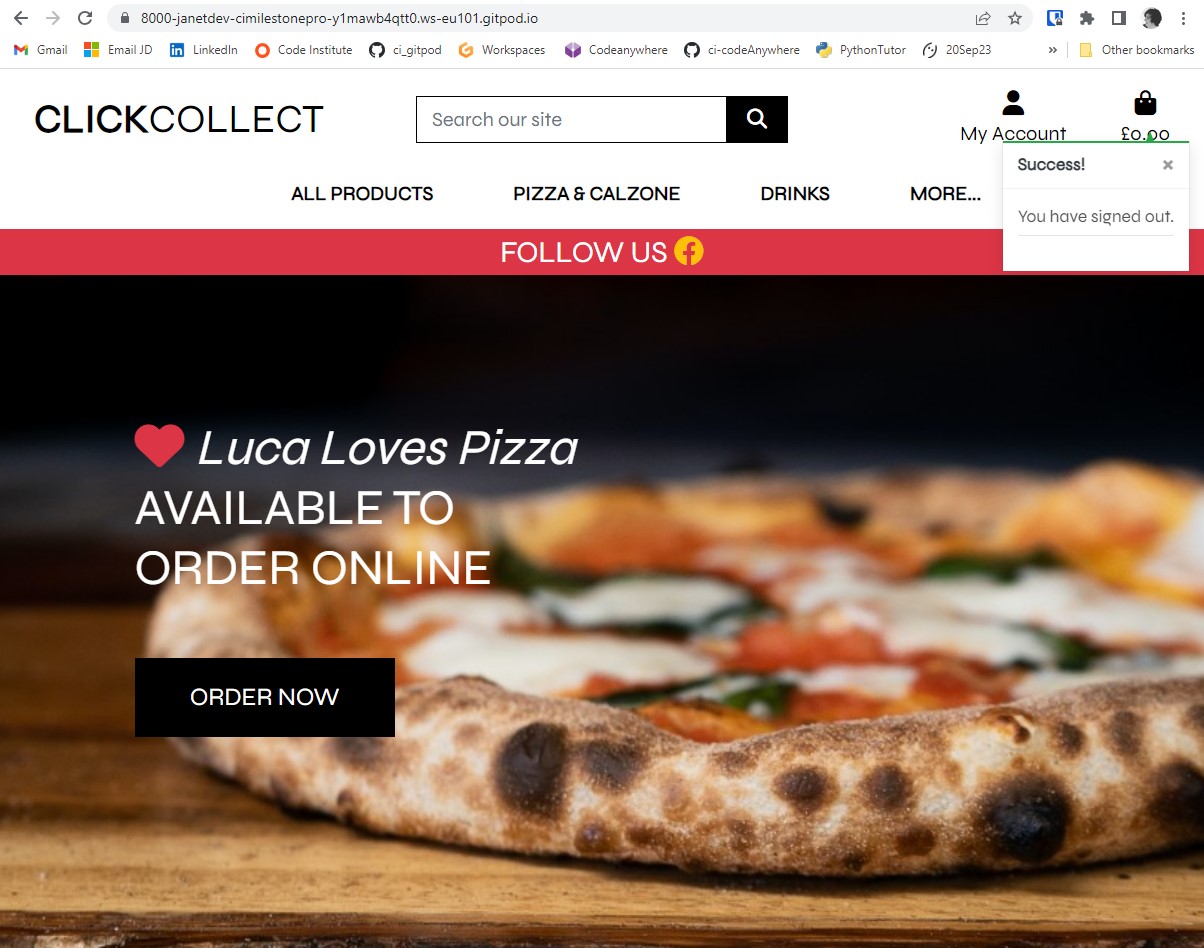 8000-janetdev-cimilestonepro-y1mawb4qtt0.ws-eu101.gitpod.io
Gmail Email JD LinkedIn Code Institute ci_gitpod Workspaces Codeanywhere ci-codeAnywhere PythonTutor 20Sep23 » Other bookmarks
CLICKCOLLECT
Search our site
My Account
£0.00
Success! ×
You have signed out.
ALL PRODUCTS PIZZA & CALZONE DRINKS MORE...
FOLLOW US
Luca Loves Pizza
AVAILABLE TO
ORDER ONLINE
ORDER NOW